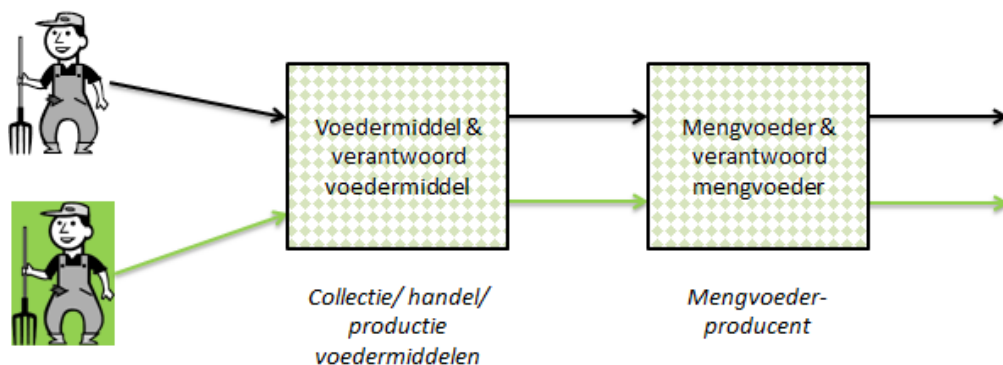 Voedermiddel &
verantwoord
voedermiddel
Mengvoeder &
verantwoord
mengvoeder
Collectie/ handel/
productie
voedermiddelen
Mengvoeder-
producent